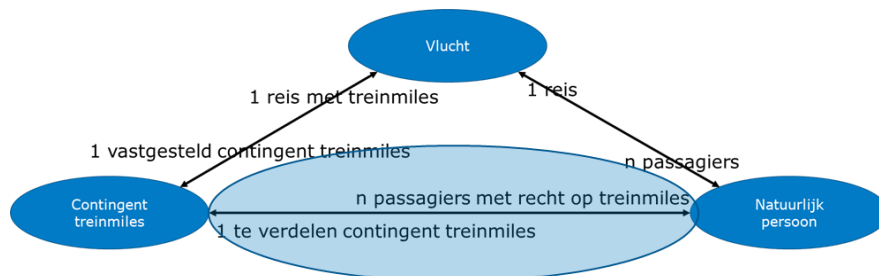 Vlucht
1 reis met treinmiles
1 reis
1 vastgesteld contingent treinmiles
n passagiers
Contingent
treinmiles
n passagiers met recht op treinmiles
1 te verdelen contingent treinmiles
Natuurlijk
persoon